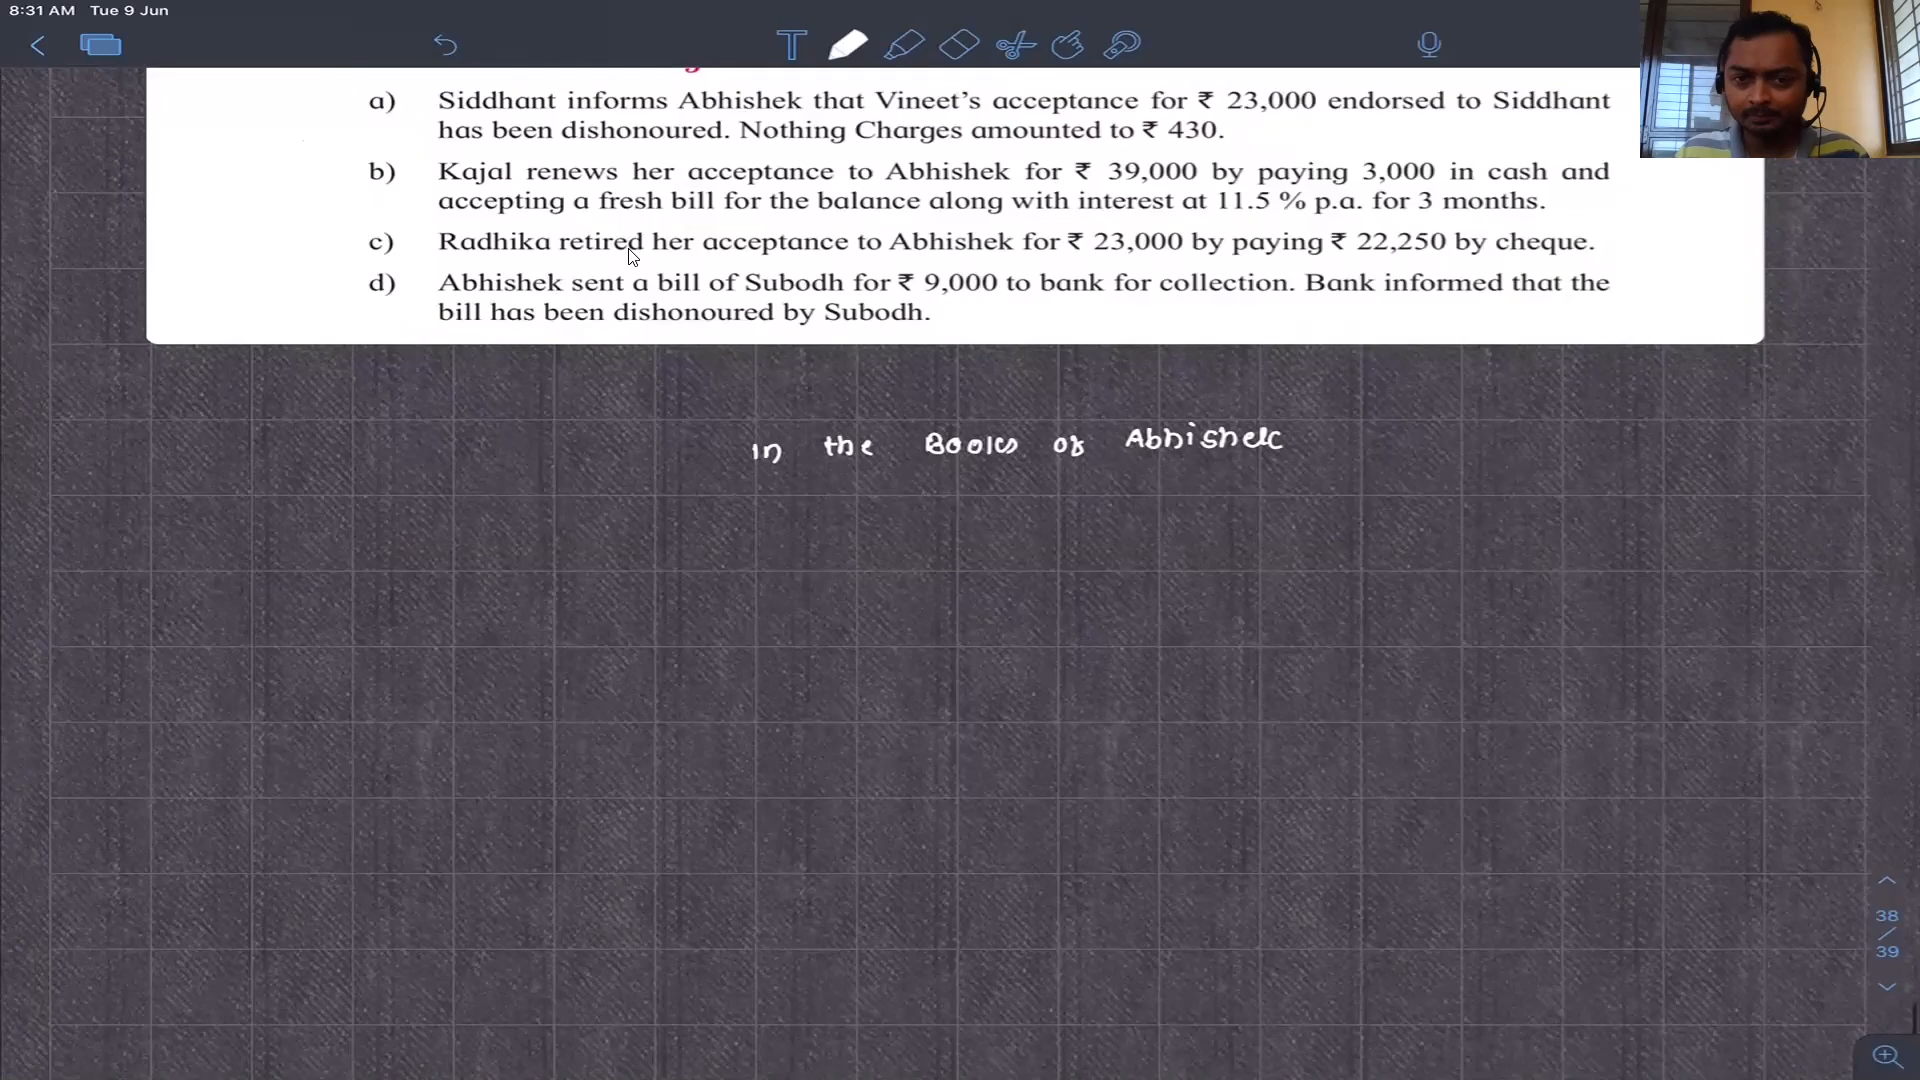 8:31 AM Tue 9 Jun
T
a) Siddhant informs Abhishek that Vineet's acceptance for ₹ 23,000 endorsed to Siddhant
has been dishonoured. Nothing Charges amounted to ₹ 430.
b) Kajal renews her acceptance to Abhishek for ₹ 39,000 by paying 3,000 in cash and
accepting a fresh bill for the balance along with interest at 11.5 % p.a. for 3 months.
c) Radhika retired her acceptance to Abhishek for ₹ 23,000 by paying ₹ 22,250 by cheque.
d) Abhishek sent a bill of Subodh for ₹ 9,000 to bank for collection. Bank informed that the
bill has been dishonoured by Subodh.
In the Books of Abhishek
38
/
39